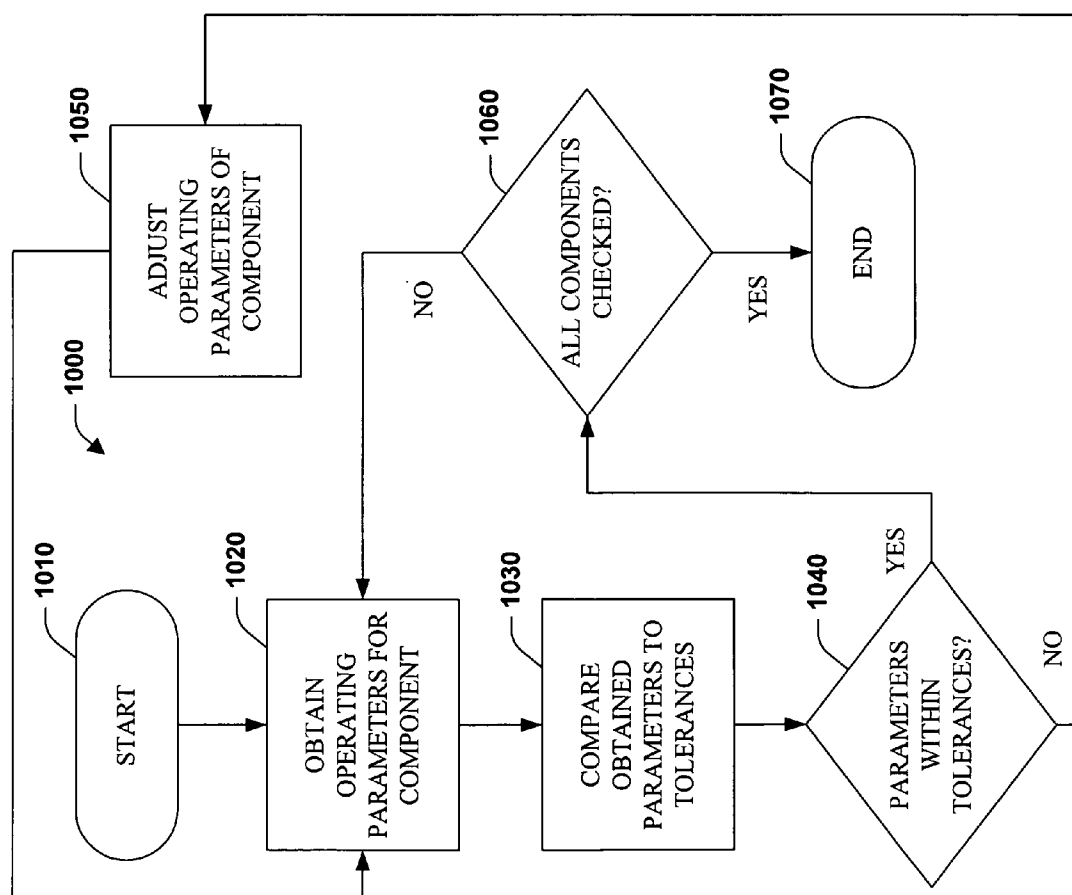 1000
1010
START
1020
OBTAIN
OPERATING
PARAMETERS FOR
COMPONENT
1030
COMPARE
OBTAINED
PARAMETERS TO
TOLERANCES
1040
PARAMETERS
WITHIN
TOLERANCES?
YES
NO
1050
ADJUST
OPERATING
PARAMETERS OF
COMPONENT
1060
ALL COMPONENTS
CHECKED?
NO
YES
1070
END